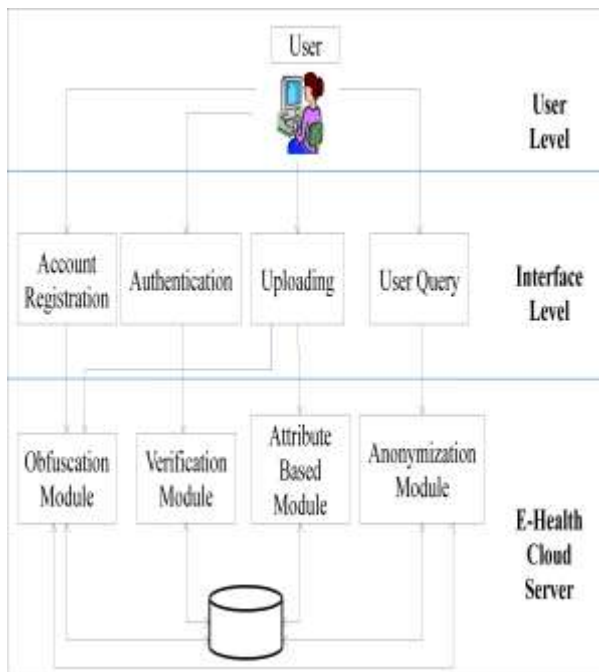 User
User
Level
Account
Registration
Authentication
Uploading
User Query
Interface
Level
Obfuscation
Module
Verification
Module
Attribute
Based
Module
Anonymization
Module
E-Health
Cloud
Server